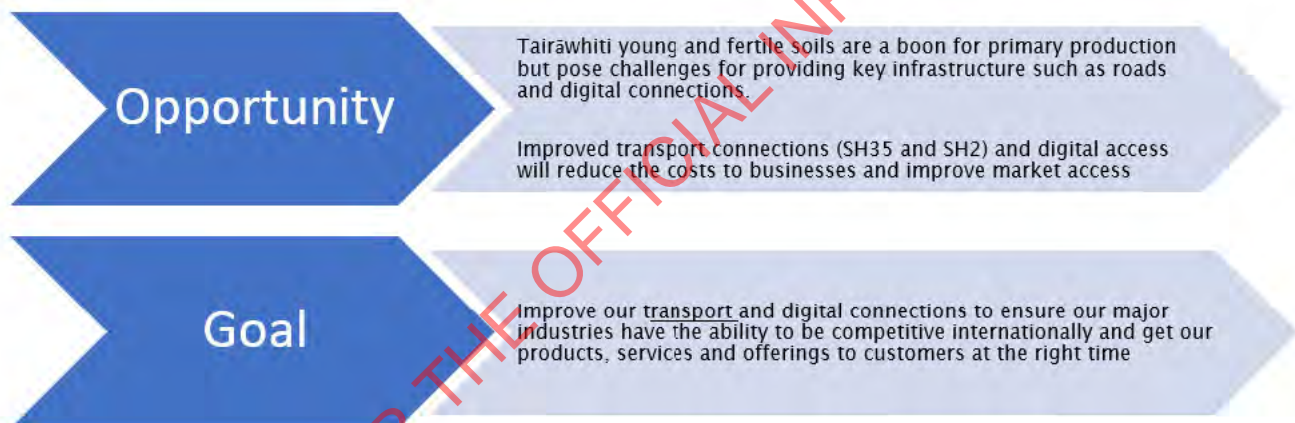 Opportunity
Tairāwhiti young and fertile soils are a boon for primary production
but pose challenges for providing key infrastructure such as roads
and digital connections.
Improved transport connections (SH35 and SH2) and digital access
will reduce the costs to businesses and improve market access
Goal
Improve our transport and digital connections to ensure our major
industries have the ability to be competitive internationally and get our
products, services and offerings to customers at the right time
THE OFFICIAL IN